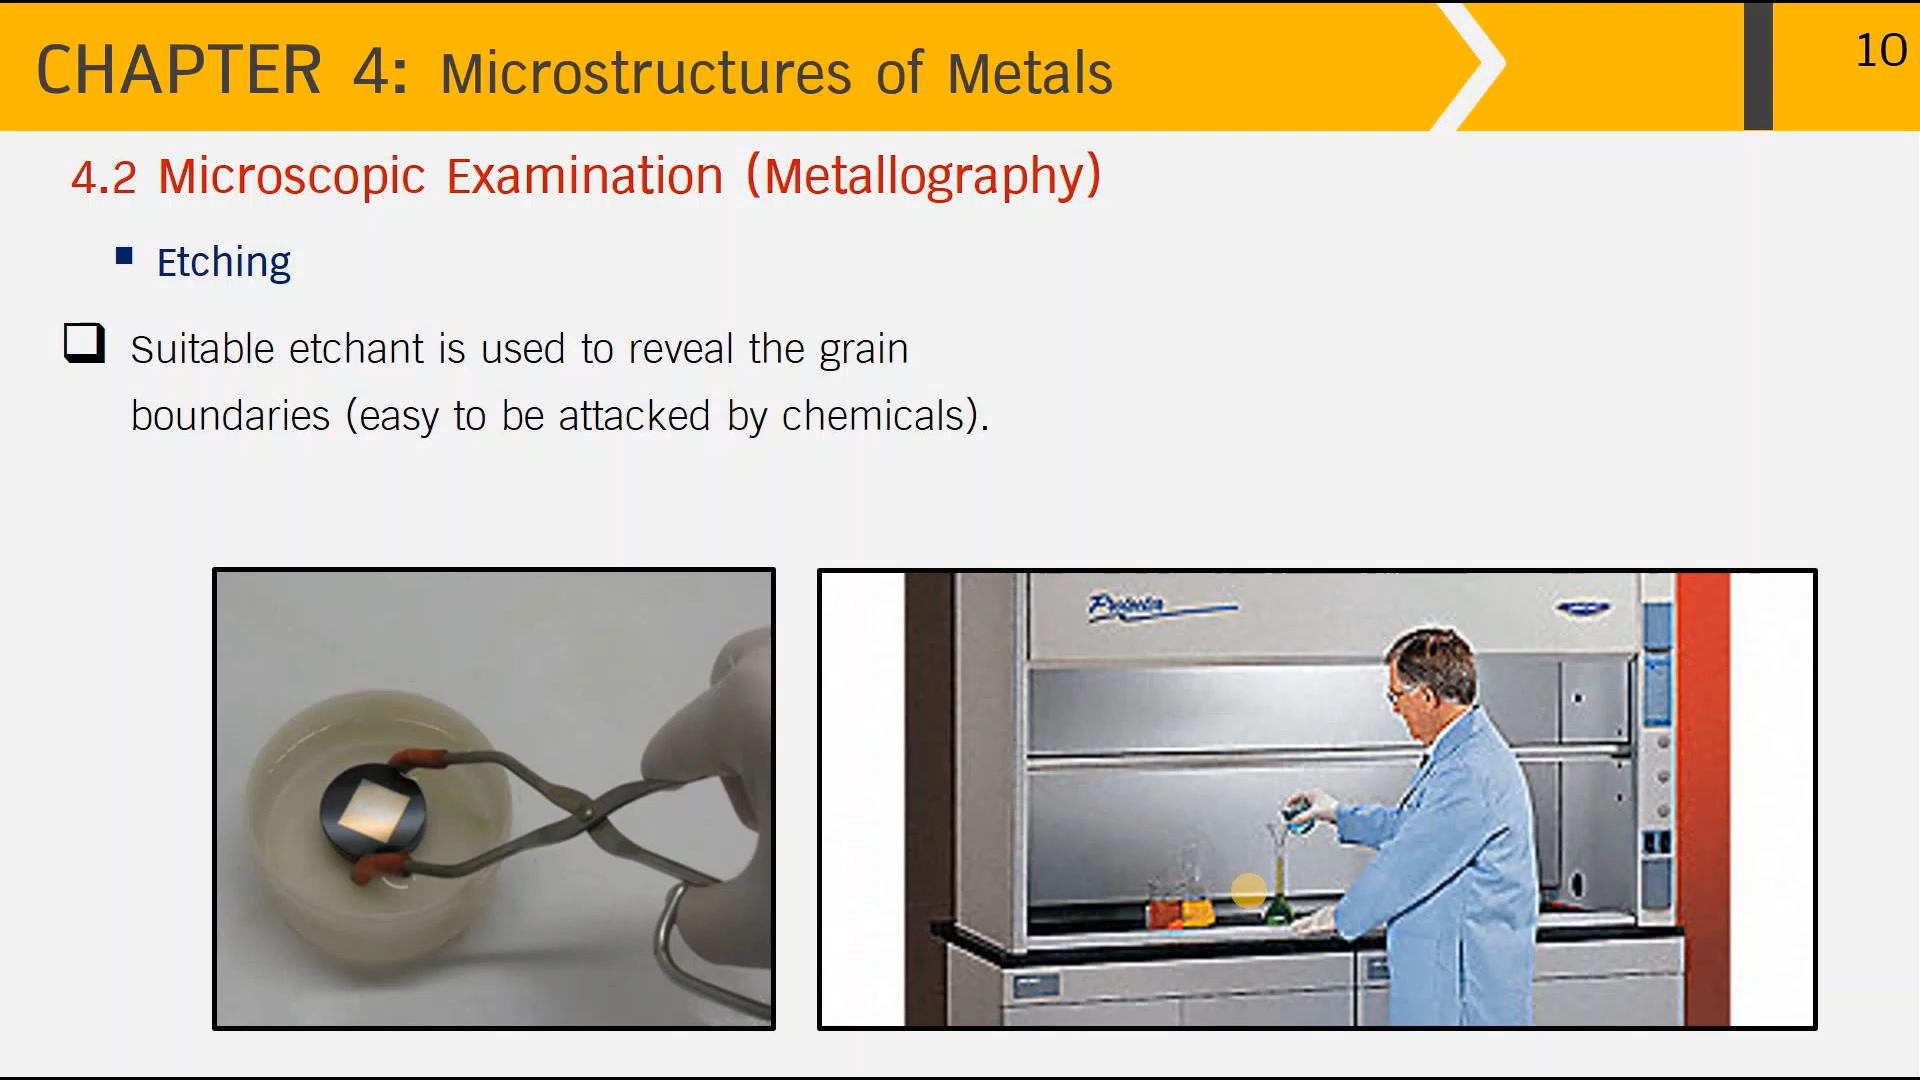 CHAPTER 4: Microstructures of Metals
10
4.2 Microscopic Examination (Metallography)
Etching
Suitable etchant is used to reveal the grain
boundaries (easy to be attacked by chemicals).